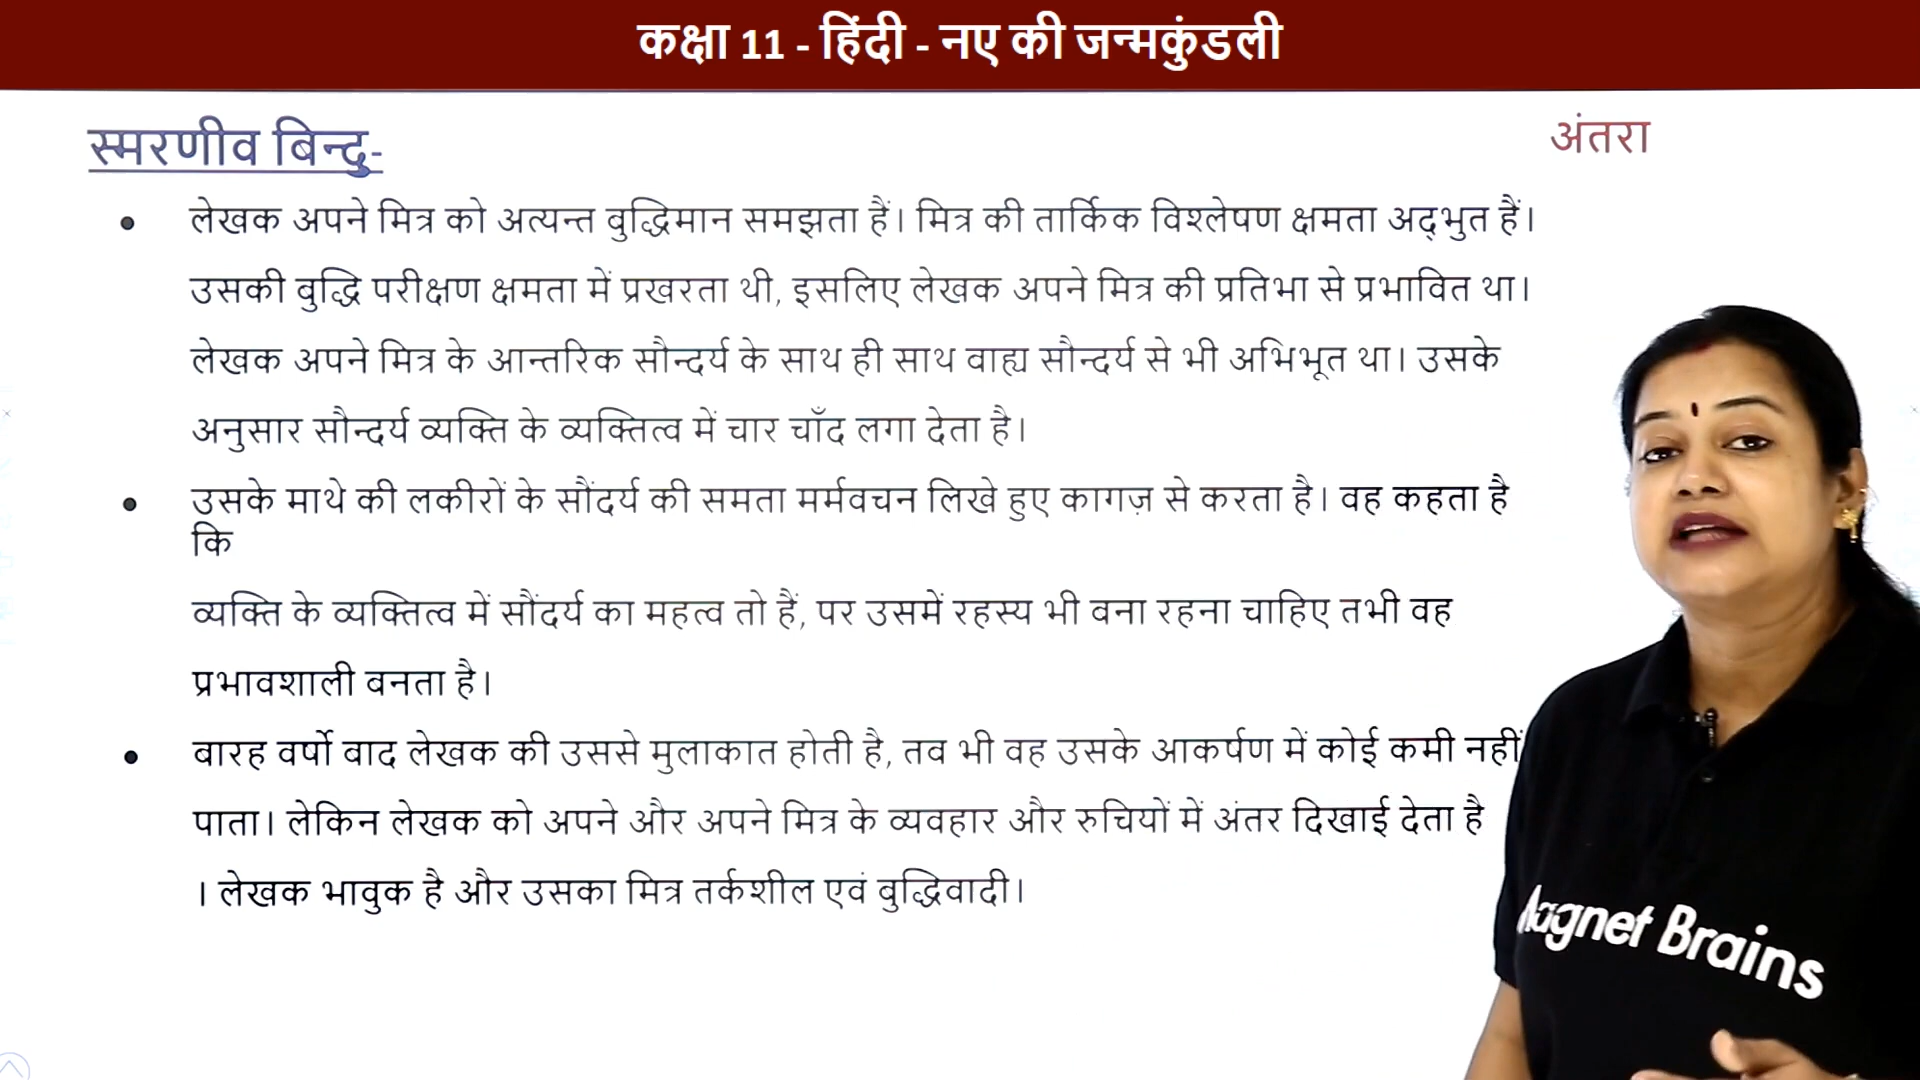 कक्षा 11 - हिंदी - नए की जन्मकुंडली
स्मरणीव बिन्दु-
अंतरा
लेखक अपने मित्र को अत्यन्त बुद्धिमान समझता हैं। मित्र की तार्किक विश्लेषण क्षमता अद्भुत हैं।
उसकी बुद्धि परीक्षण क्षमता में प्रखरता थी, इसलिए लेखक अपने मित्र की प्रतिभा से प्रभावित था।
लेखक अपने मित्र के आन्तरिक सौन्दर्य के साथ ही साथ वाह्य सौन्दर्य से भी अभिभूत था। उसके
अनुसार सौन्दर्य व्यक्ति के व्यक्तित्व में चार चाँद लगा देता है।
उसके माथे की लकीरों के सौंदर्य की समता मर्मवचन लिखे हुए कागज़ से करता है। वह कहता है
कि
व्यक्ति के व्यक्तित्व में सौंदर्य का महत्व तो हैं, पर उसमें रहस्य भी वना रहना चाहिए तभी वह
प्रभावशाली बनता है।
वारह वर्षो वाद लेखक की उससे मुलाकात होती है, तव भी वह उसके आकर्षण में कोई कमी नहीं
पाता। लेकिन लेखक को अपने और अपने मित्र के व्यवहार और रुचियों में अंतर दिखाई देता है
। लेखक भावुक है और उसका मित्र तर्कशील एवं बुद्धिवादी।
Magnet Brains